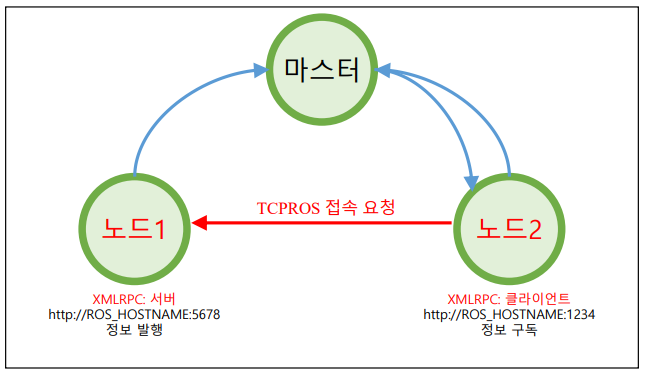 마스터
TCPROS 접속 요청
노드1
노드2
XMLRPC: 서버
http://ROS_HOSTNAME:5678
정보 발행
XMLRPC: 클라이언트
http://ROS_HOSTNAME:1234
정보 구독